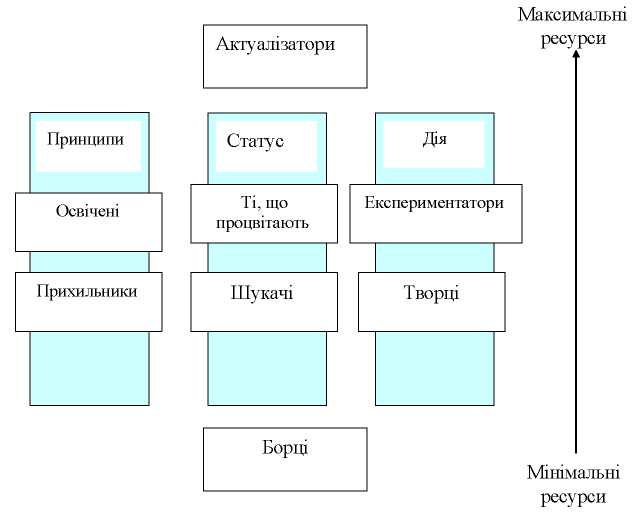 Максимальні
ресурси
Актуалізатори
Принципи
Статус
Дія
Освічені
Ті, що
процвітають
Експериментатори
Прихильники
Шукачі
Творці
Борці
Мінімальні
ресурси